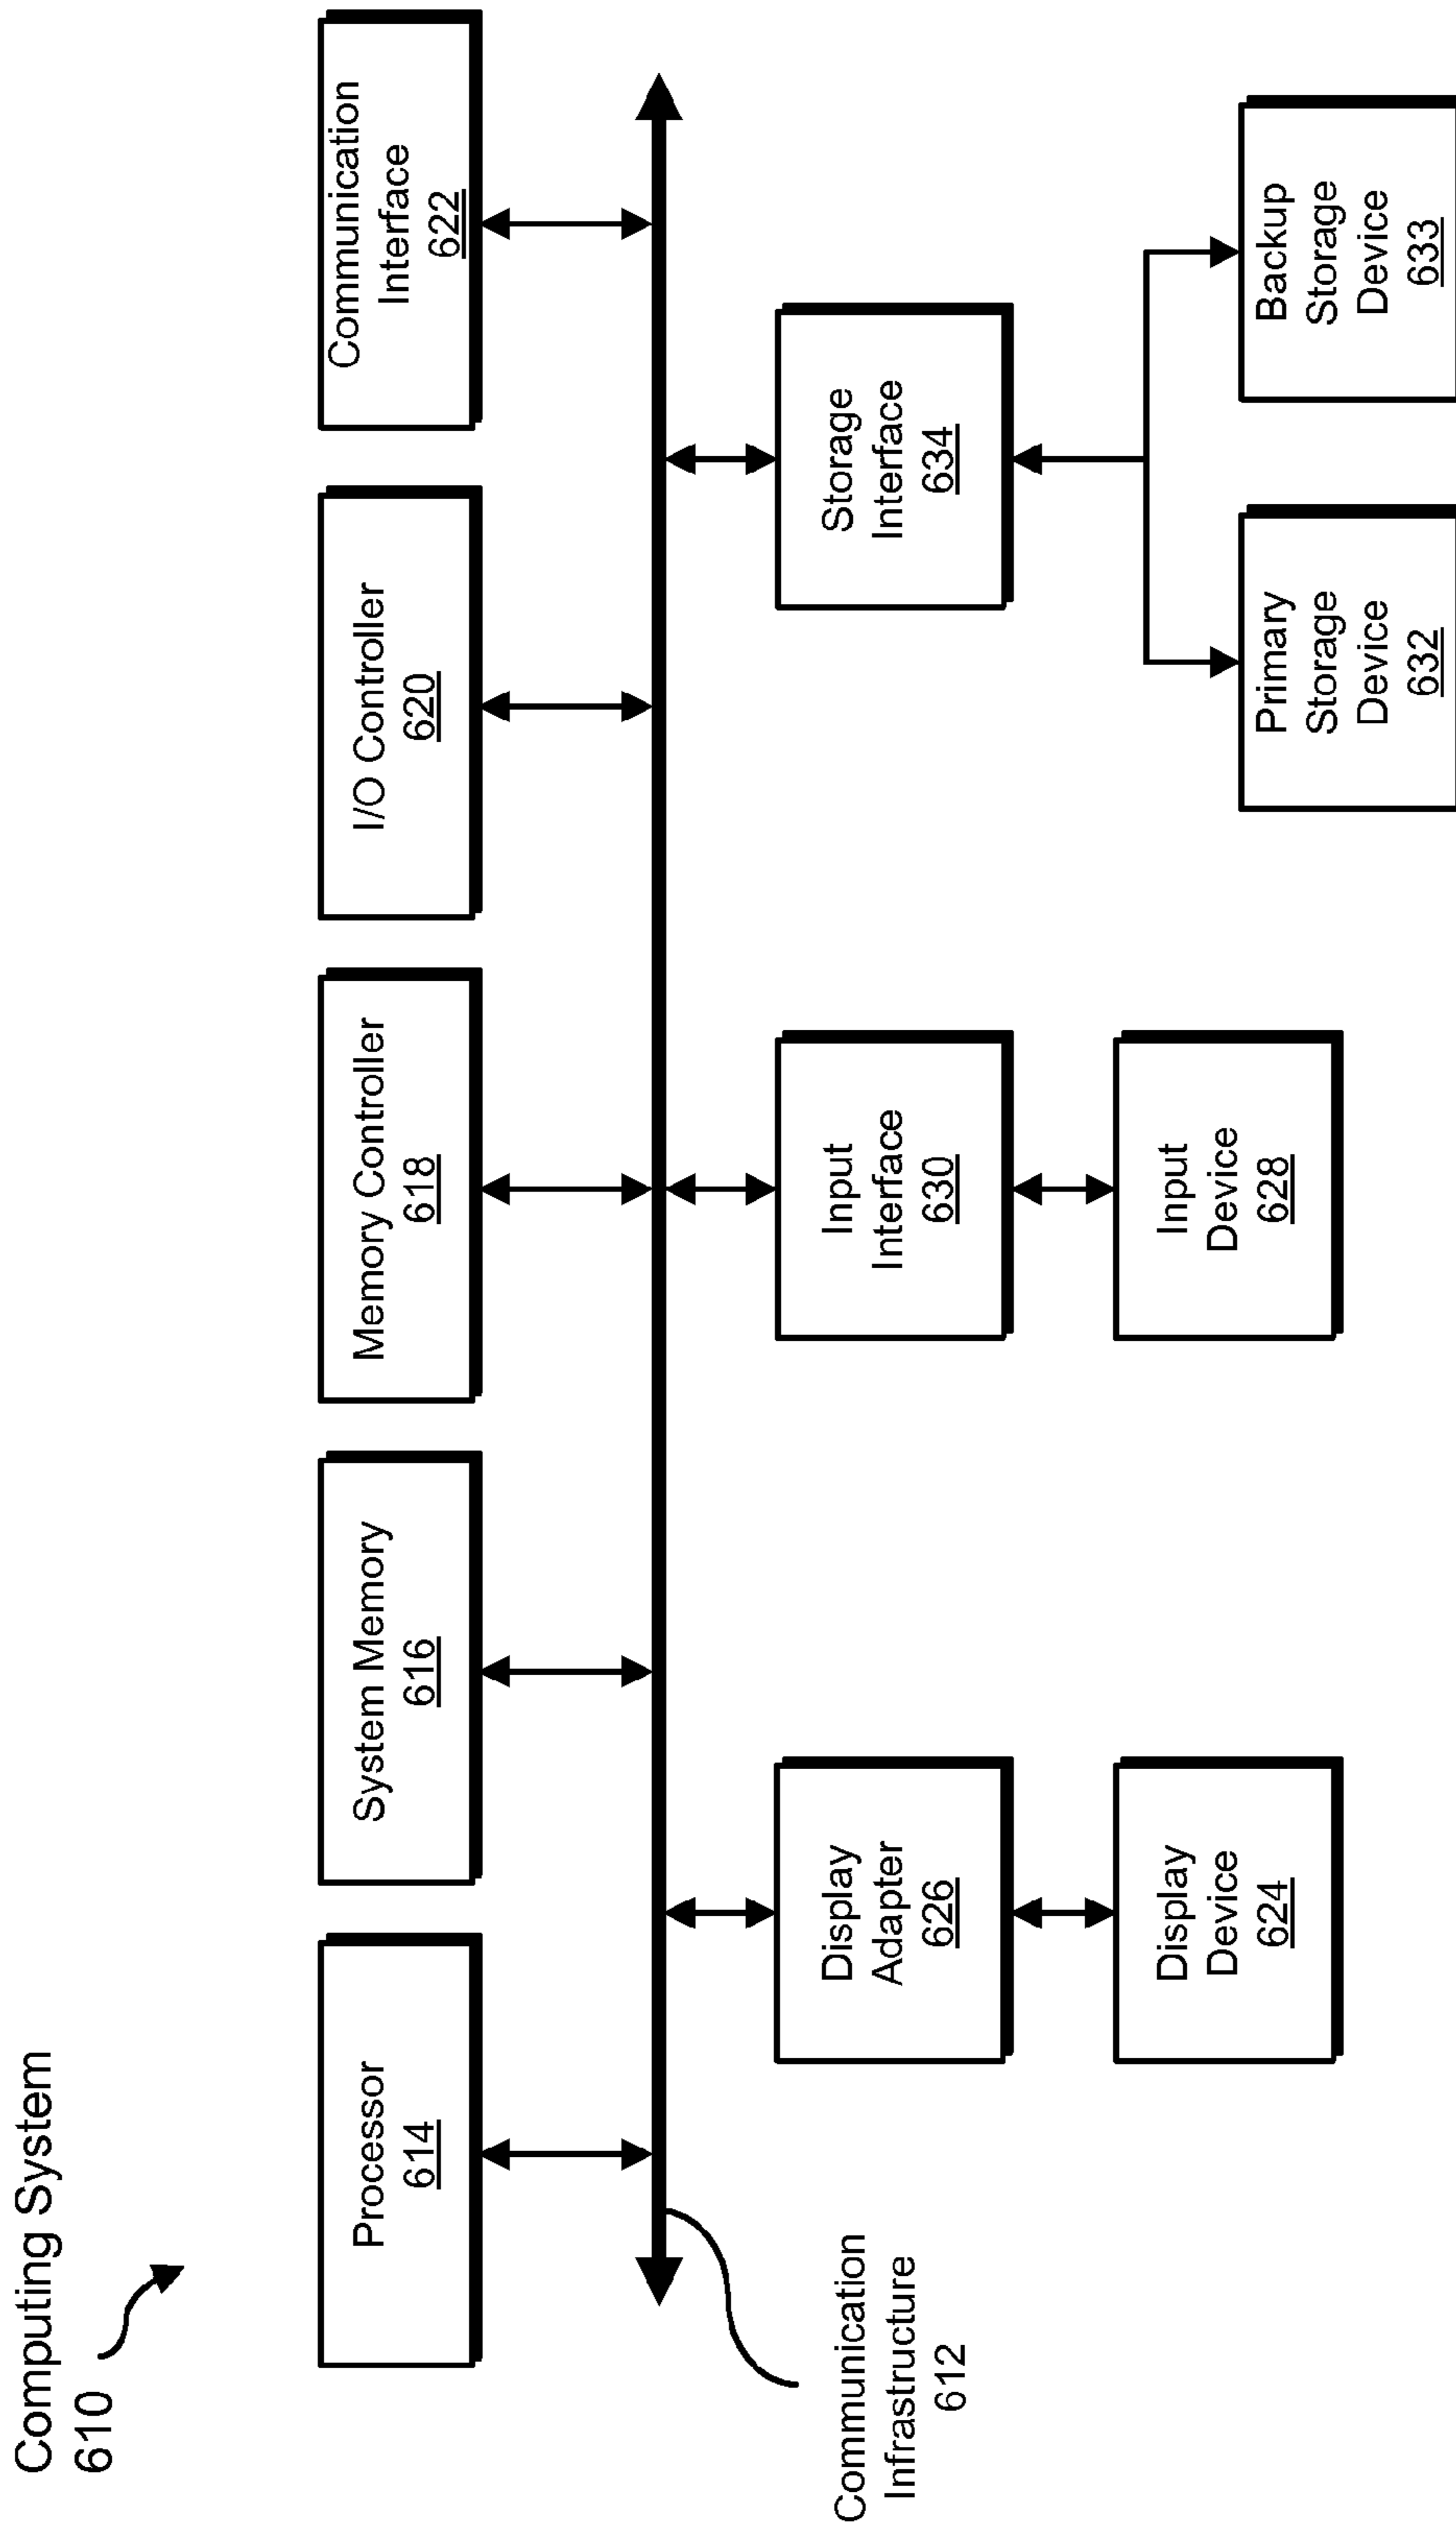 Computing System
610
Processor
614
System Memory
616
Memory Controller
618
I/O Controller
620
Communication
Interface
622
Communication
Infrastructure
612
Display
Adapter
626
Input
Interface
630
Storage
Interface
634
Display
Device
624
Input
Device
628
Primary
Storage
Device
632
Backup
Storage
Device
633